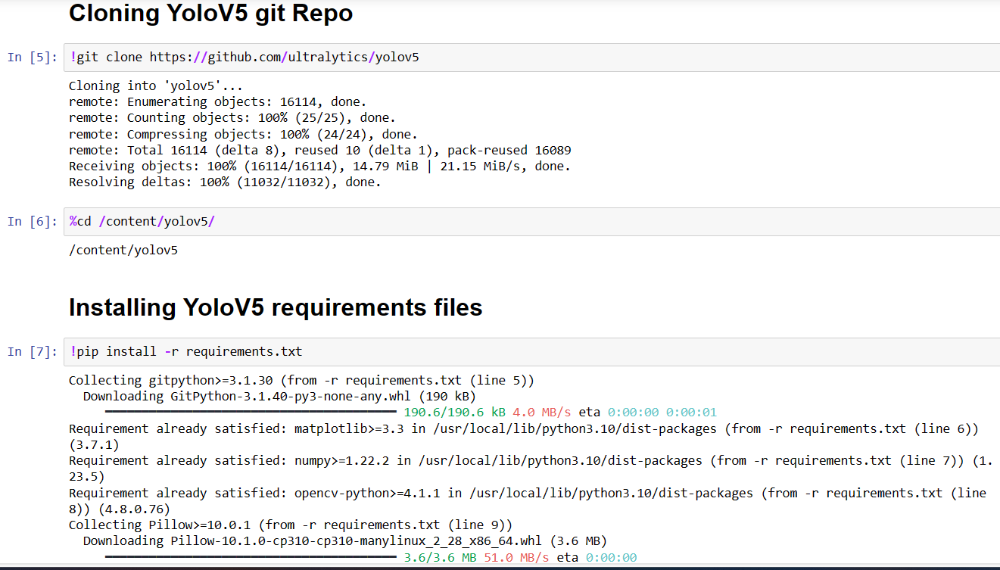 Cloning YoloV5 git Repo
In [5]: !git clone https://github.com/ultralytics/yolov5
Cloning into 'yolov5'...
remote: Enumerating objects: 16114, done.
remote: Counting objects: 100% (25/25), done.
remote: Compressing objects: 100% (24/24), done.
remote: Total 16114 (delta 8), reused 10 (delta 1), pack-reused 16089
Receiving objects: 100% (16114/16114), 14.79 MiB | 21.15 MiB/s, done.
Resolving deltas: 100% (11032/11032), done.
In [6]: %cd /content/yolov5/
/content/yolov5
Installing YoloV5 requirements files
In [7]: !pip install -r requirements.txt
Collecting gitpython>=3.1.30 (from -r requirements.txt (line 5))
Downloading GitPython-3.1.40-py3-none-any.whl (190 kB)
190.6/190.6 kB 4.0 MB/s eta 0:00:00 0:00:01
Requirement already satisfied: matplotlib>=3.3 in /usr/local/lib/python3.10/dist-packages (from -r requirements.txt (line 6))
(3.7.1)
Requirement already satisfied: numpy>=1.22.2 in /usr/local/lib/python3.10/dist-packages (from -r requirements.txt (line 7)) (1.
23.5)
Requirement already satisfied: opencv-python>=4.1.1 in /usr/local/lib/python3.10/dist-packages (from -r requirements.txt (line
8)) (4.8.0.76)
Collecting Pillow>=10.0.1 (from -r requirements.txt (line 9))
Downloading Pillow-10.1.0-cp310-cp310-manylinux_2_28_x86_64.whl (3.6 MB)
3.6/3.6 MB 51.0 MB/s eta 0:00:00